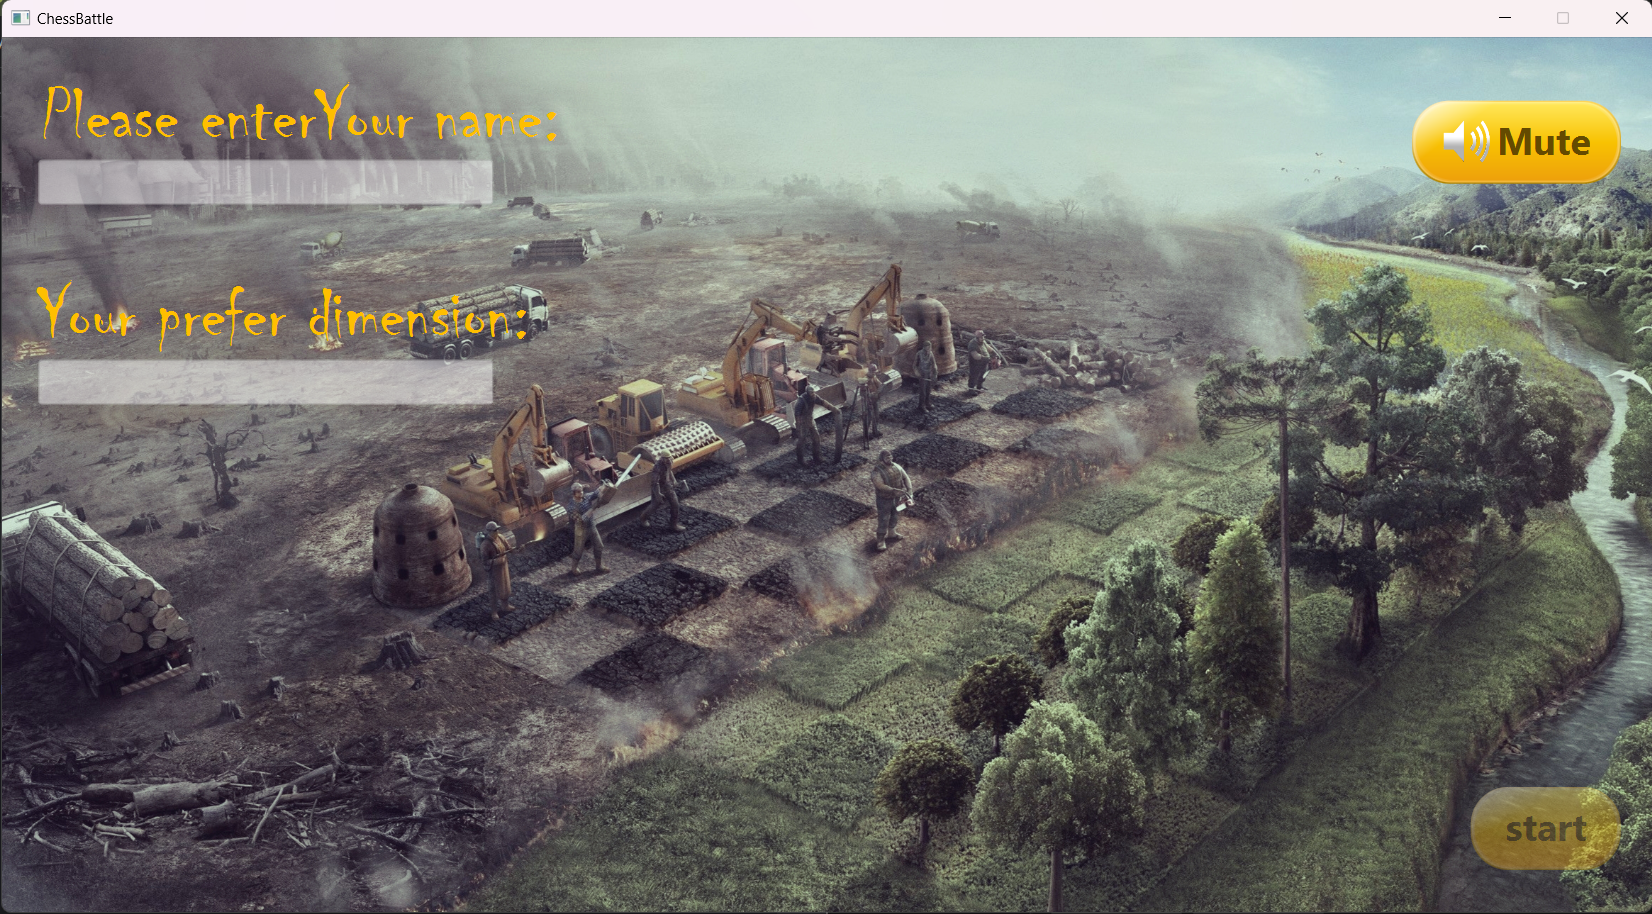 ChessBattle
Please enterYour name:
Mute
Your prefer dimension:
start